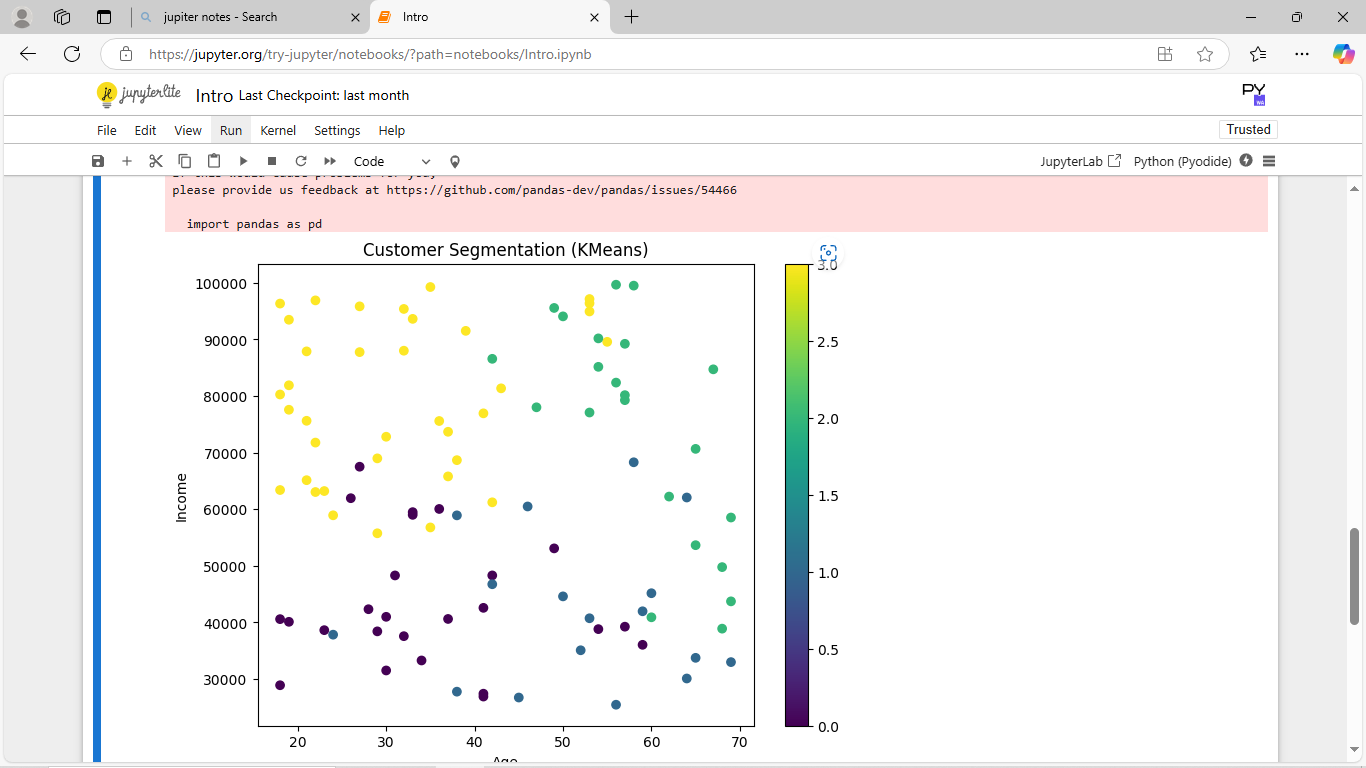 jupiter notes - Search
Intro
https://jupyter.org/try-jupyter/notebooks/?path=notebooks/Intro.ipynb
jupyterlite
Intro Last Checkpoint: last month
PY
File Edit View Run Kernel Settings Help
Trusted
Code
JupyterLab
Python (Pyodide)
please provide us feedback at https://github.com/pandas-dev/pandas/issues/54466
import pandas as pd
Customer Segmentation (KMeans)
100000
90000
80000
70000
60000
50000
40000
30000
Income
20 30 40 50 60 70
Age
3.0
2.5
2.0
1.5
1.0
0.5
0.0